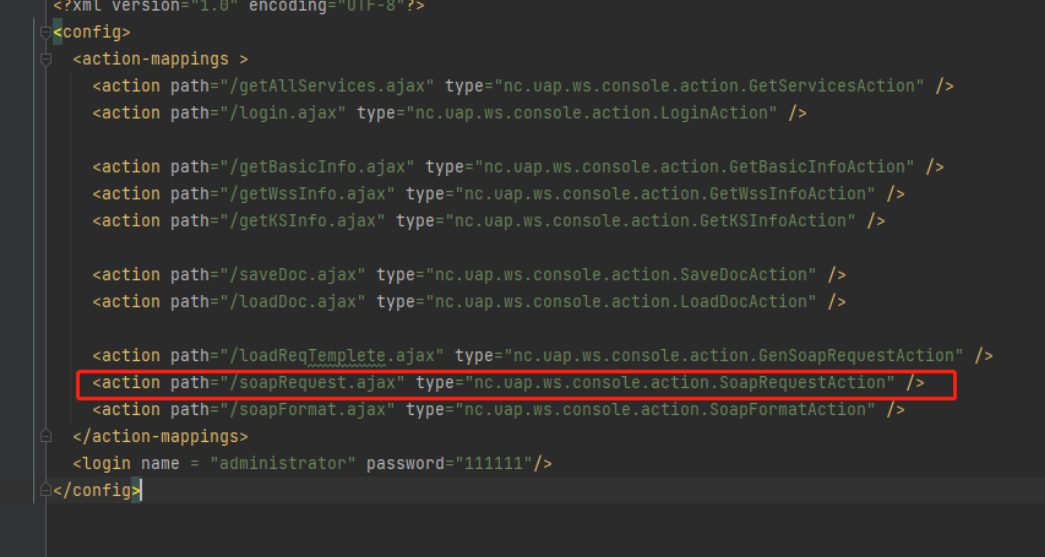 <?xml version="1.0" encoding="UTF-8"?>
<config>
<action-mappings >
<action path="/getAllServices.ajax" type="nc.uap.ws.console.action.GetServicesAction" />
<action path="/login.ajax" type="nc.uap.ws.console.action.LoginAction" />
<action path="/getBasicInfo.ajax" type="nc.uap.ws.console.action.GetBasicInfoAction" />
<action path="/getWssInfo.ajax" type="nc.uap.ws.console.action.GetWssInfoAction" />
<action path="/getKSInfo.ajax" type="nc.uap.ws.console.action.GetKSInfoAction" />
<action path="/saveDoc.ajax" type="nc.uap.ws.console.action.SaveDocAction" />
<action path="/loadDoc.ajax" type="nc.uap.ws.console.action.LoadDocAction" />
<action path="/loadReqTemplete.ajax" type="nc.uap.ws.console.action.GenSoapRequestAction" />
<action path="/soapRequest.ajax" type="nc.uap.ws.console.action.SoapRequestAction" />
<action path="/soapFormat.ajax" type="nc.uap.ws.console.action.SoapFormatAction" />
</action-mappings>
<login name = "administrator" password="111111"/>
</config>